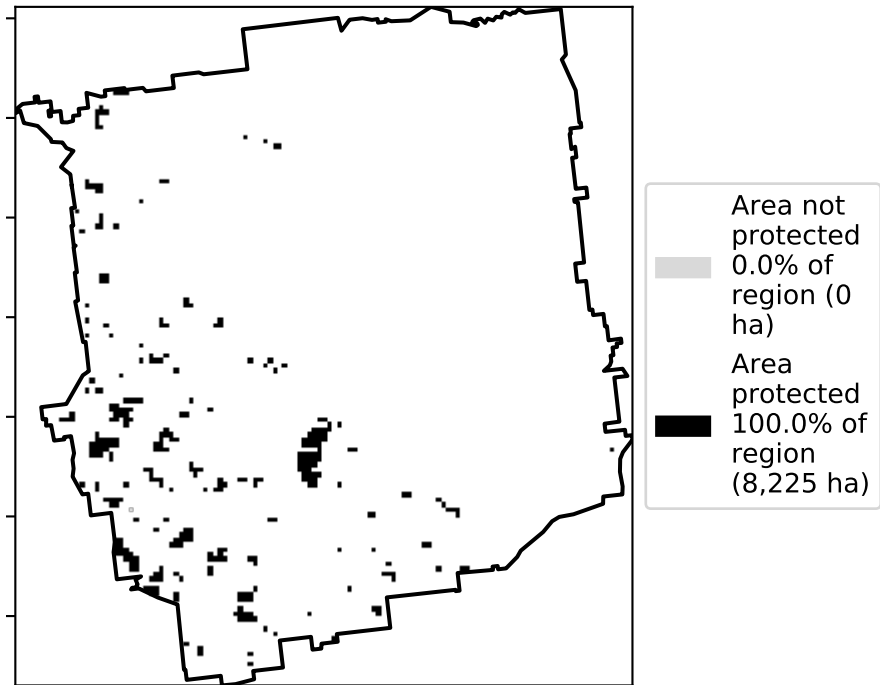 Area not
protected
0.0% of
region (0
ha)
Area
protected
100.0% of
region
(8,225 ha)